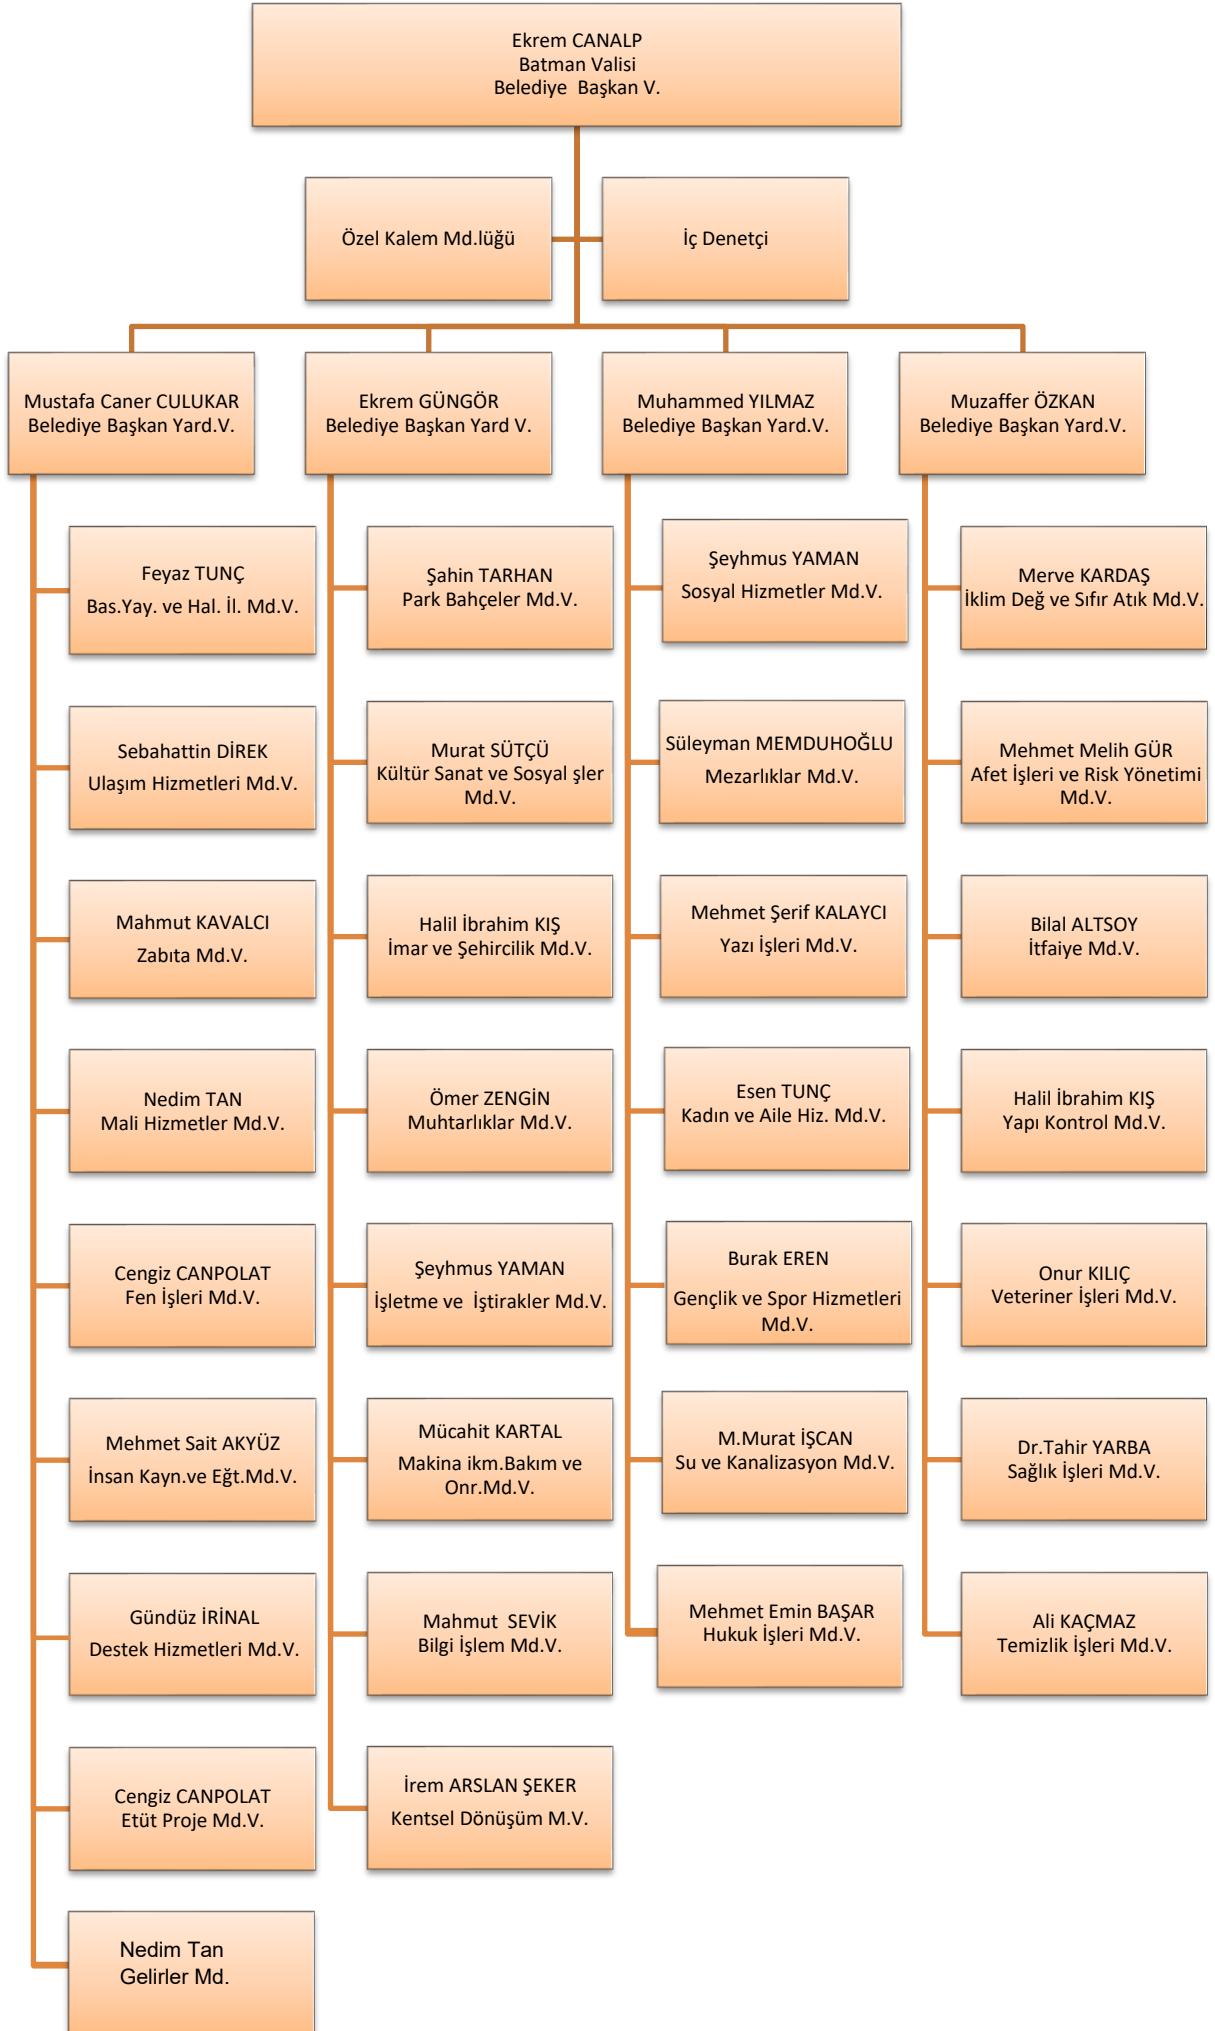 Ekrem CANALP
Batman Valisi
Belediye Başkan V.
Özel Kalem Md.lüğü
İç Denetçi
Mustafa Caner CULUKAR
Belediye Başkan Yard.V.
Ekrem GÜNGÖR
Belediye Başkan Yard V.
Muhammed YILMAZ
Belediye Başkan Yard.V.
Muzaffer ÖZKAN
Belediye Başkan Yard.V.
Feyaz TUNÇ
Bas.Yay. ve Hal. İl. Md.V.
Sebahattin DİREK
Ulaşım Hizmetleri Md.V.
Mahmut KAVALCI
Zabıta Md.V.
Nedim TAN
Mali Hizmetler Md.V.
Cengiz CANPOLAT
Fen İşleri Md.V.
Mehmet Sait AKYÜZ
İnsan Kayn.ve Eğt.Md.V.
Gündüz İRİNAL
Destek Hizmetleri Md.V.
Cengiz CANPOLAT
Etüt Proje Md.V.
Nedim Tan
Gelirler Md.
Şahin TARHAN
Park Bahçeler Md.V.
Murat SÜTÇÜ
Kültür Sanat ve Sosyal şler
Md.V.
Halil İbrahim KIŞ
İmar ve Şehircilik Md.V.
Ömer ZENGİN
Muhtarlıklar Md.V.
Şeyhmus YAMAN
İşletme ve İştirakler Md.V.
Mücahit KARTAL
Makina ikm.Bakım ve
Onr.Md.V.
Mahmut SEVİK
Bilgi İşlem Md.V.
İrem ARSLAN ŞEKER
Kentsel Dönüşüm M.V.
Şeyhmus YAMAN
Sosyal Hizmetler Md.V.
Süleyman MEMDUHOĞLU
Mezarlıklar Md.V.
Mehmet Şerif KALAYCI
Yazı İşleri Md.V.
Esen TUNÇ
Kadın ve Aile Hiz. Md.V.
Burak EREN
Gençlik ve Spor Hizmetleri
Md.V.
M.Murat İŞCAN
Su ve Kanalizasyon Md.V.
Mehmet Emin BAŞAR
Hukuk İşleri Md.V.
Merve KARDAŞ
İklim Değ ve Sıfır Atık Md.V.
Mehmet Melih GÜR
Afet İşleri ve Risk Yönetimi
Md.V.
Bilal ALTSOY
İtfaiye Md.V.
Halil İbrahim KIŞ
Yapı Kontrol Md.V.
Onur KILIÇ
Veteriner İşleri Md.V.
Dr.Tahir YARBA
Sağlık İşleri Md.V.
Ali KAÇMAZ
Temizlik İşleri Md.V.